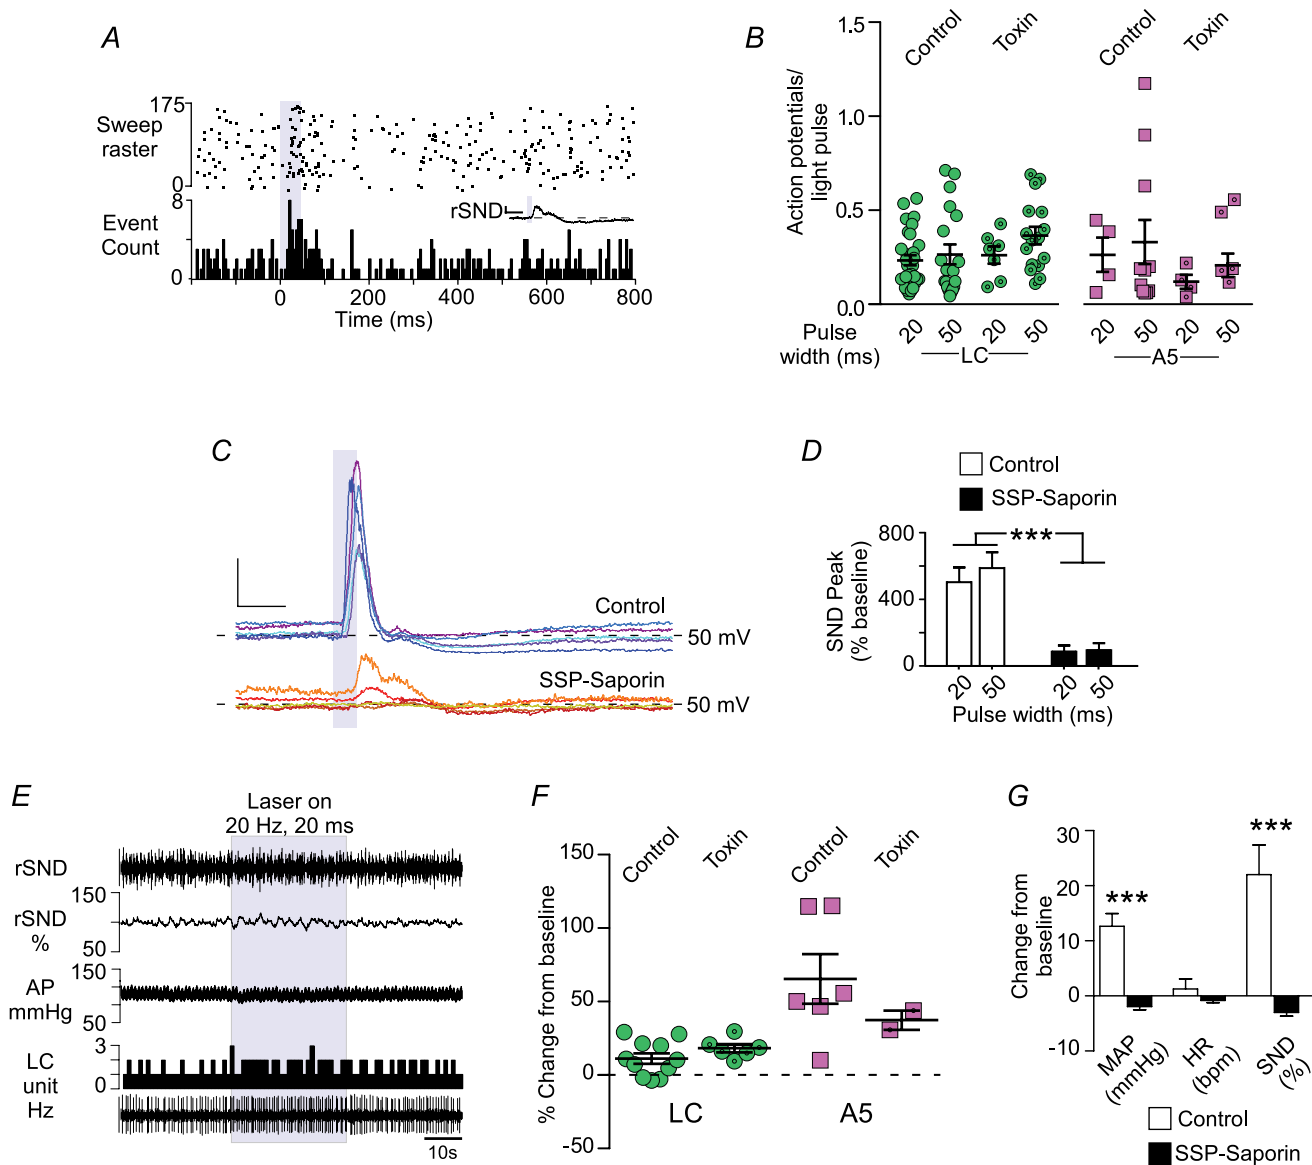 A
175
Sweep
raster
0
8
Event
Count
0
rSND
0 200 400 600 800
Time (ms)
B
Control Toxin Control Toxin
1.5
1.0
0.5
0.0
Action potentials/
light pulse
Pulse
width (ms)
20 50 20 50 20 50 20 50
LC A5
C
Control
50 mV
SSP-Saporin
50 mV
D
Control
SSP-Saporin
***
800
400
0
SND Peak
(% baseline)
20 50 20 50
Pulse width (ms)
E
Laser on
20 Hz, 20 ms
rSND
150
rSND
%
50
150
AP
mmHg
50
3
LC
unit
0
Hz
10s
F
Control Toxin Control Toxin
150
100
50
0
-50
% Change from baseline
LC A5
G
30
20
10
0
-10
Change from
baseline
*** ***
MAP
(mmHg)
HR
(bpm)
SND
(%)
Control
SSP-Saporin